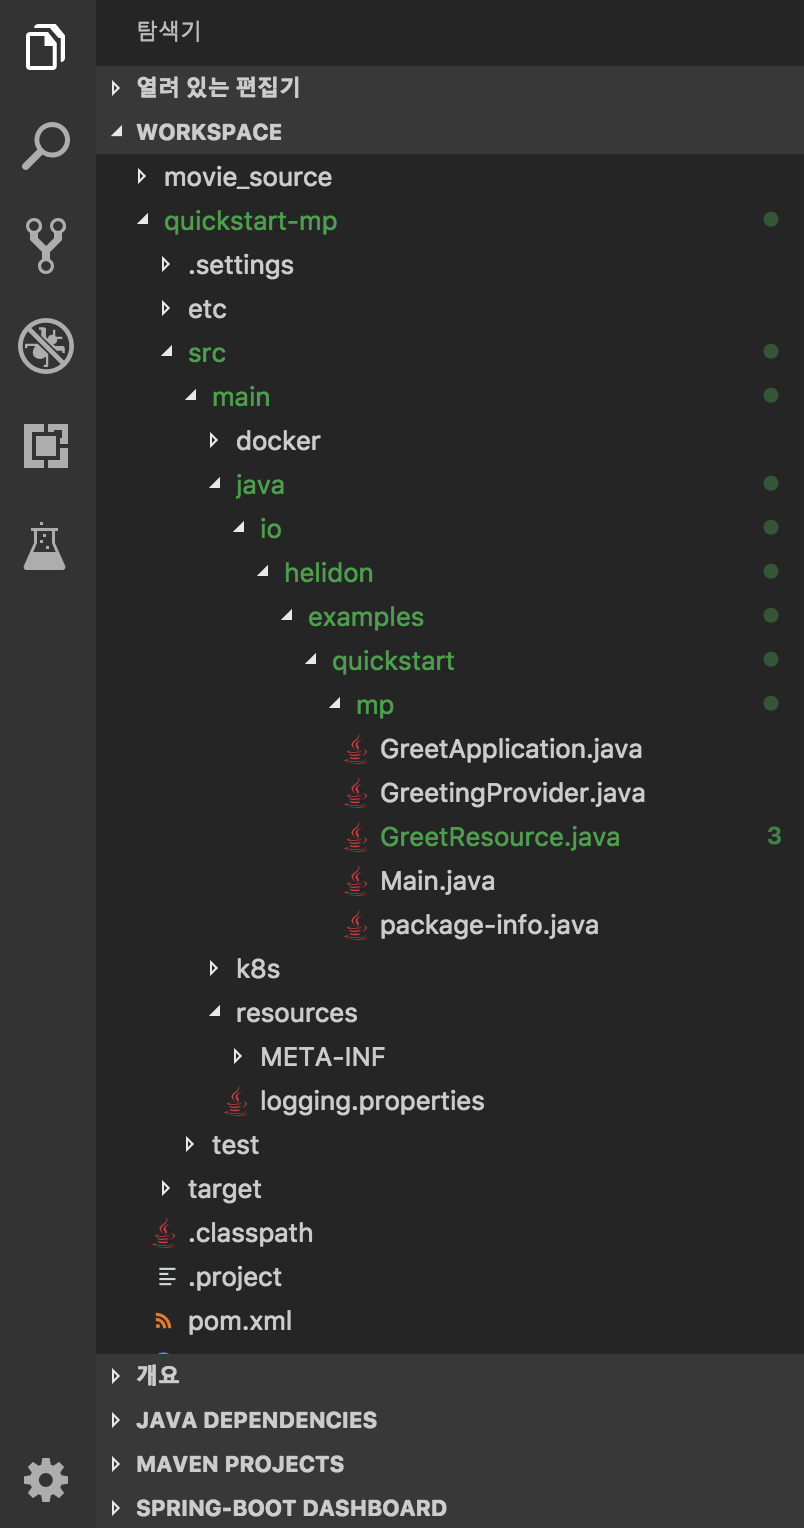 탐색기
열려 있는 편집기
WORKSPACE
movie_source
quickstart-mp
.settings
etc
src
main
docker
java
io
helidon
examples
quickstart
mp
GreetApplication.java
GreetingProvider.java
GreetResource.java 3
Main.java
package-info.java
k8s
resources
META-INF
logging.properties
test
target
.classpath
.project
pom.xml
개요
JAVA DEPENDENCIES
MAVEN PROJECTS
SPRING-BOOT DASHBOARD